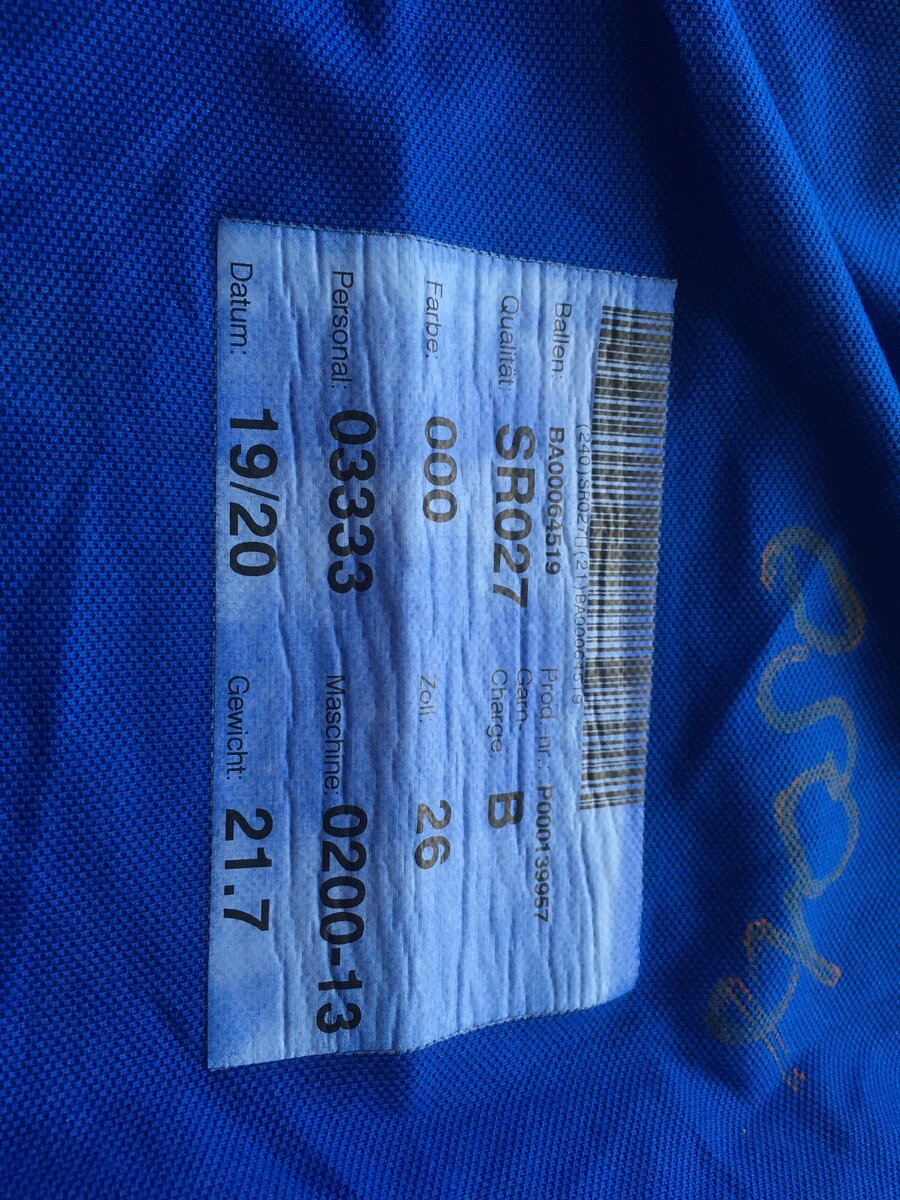 (240)SR027▯(21)BA00064519
Ballen: BA00064519 Prod.-nr.: P000139957
Qualität: SR027 Garn-Charge: B
Farbe: 000 Zoll: 26
Personal: 03333 Maschine: 0200-13
Datum: 19/20 Gewicht: 21.7